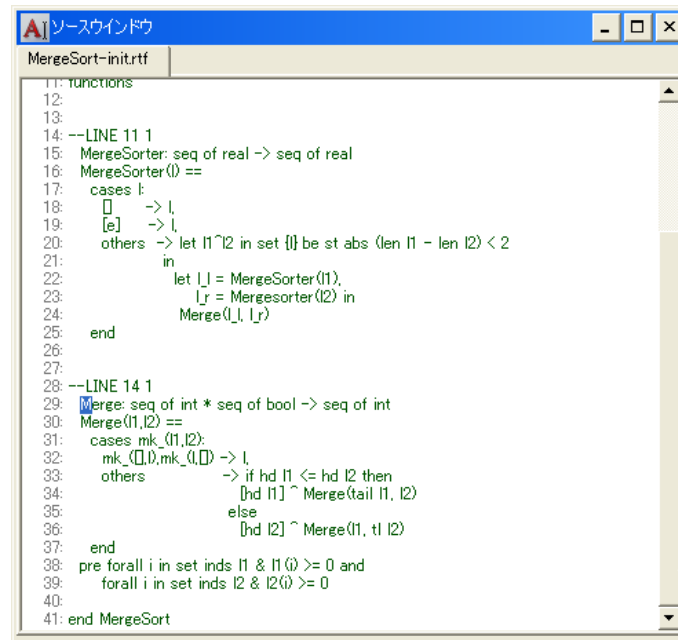 ソースウインドウ
MergeSort-init.rtf
11: functions
12:
13:
14: --LINE 11 1
15: MergeSorter: seq of real -> seq of real
16: MergeSorter(l) ==
17: cases l:
18: [] -> l,
19: [e] -> l,
20: others -> let l1^l2 in set {l} be st abs (len l1 - len l2) < 2
21: in
22: let l_l = MergeSorter(l1),
23: l_r = Mergesorter(l2) in
24: Merge(l_l, l_r)
25: end
26:
27:
28: --LINE 14 1
29: Merge: seq of int * seq of bool -> seq of int
30: Merge(l1,l2) ==
31: cases mk_(l1,l2):
32: mk_([],l),mk_(l,[]) -> l,
33: others -> if hd l1 <= hd l2 then
34: [hd l1] ^ Merge(tail l1, l2)
35: else
36: [hd l2] ^ Merge(l1, tl l2)
37: end
38: pre forall i in set inds l1 & l1(i) >= 0 and
39: forall i in set inds l2 & l2(i) >= 0
40:
41: end MergeSort